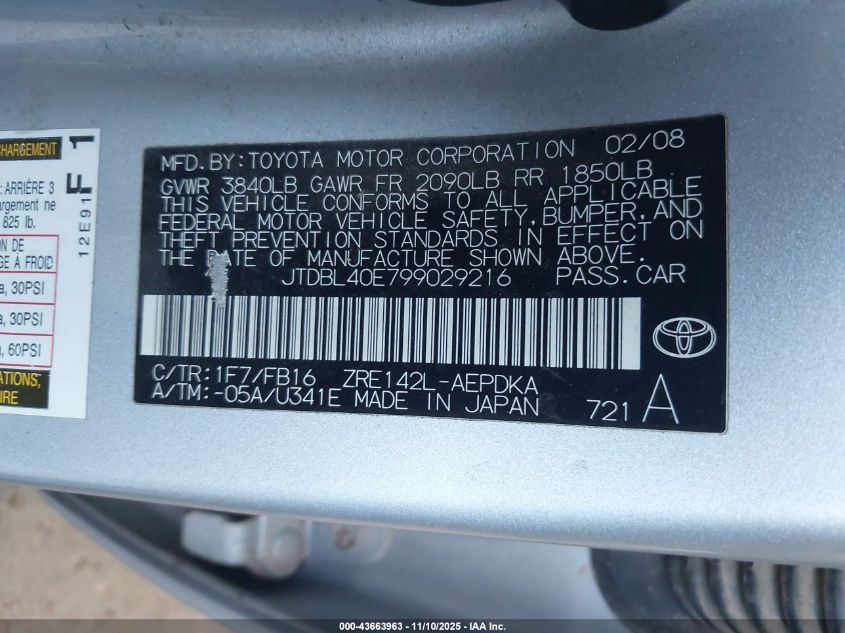 CHARGEMENT
: ARRIÈRE 3
argement ne
825 lb.
ON DE
GE À FROID
a, 30PSI
a, 30PSI
a, 60PSI
F 1
12E91
MFD. BY: TOYOTA MOTOR CORPORATION 02/08
GVWR 3840LB GAWR FR 2090LB RR 1850LB
THIS VEHICLE CONFORMS TO ALL APPLICABLE
FEDERAL MOTOR VEHICLE SAFETY, BUMPER, AND
THEFT PREVENTION STANDARDS IN EFFECT ON
THE DATE OF MANUFACTURE SHOWN ABOVE.
JTDBL40E799029216 PASS. CAR
C/TR: 1F7/FB16 ZRE142L-AEPDKA
A/TM: -05A/U341E MADE IN JAPAN 721 A
000-43663963 - 11/10/2025 - IAA Inc.